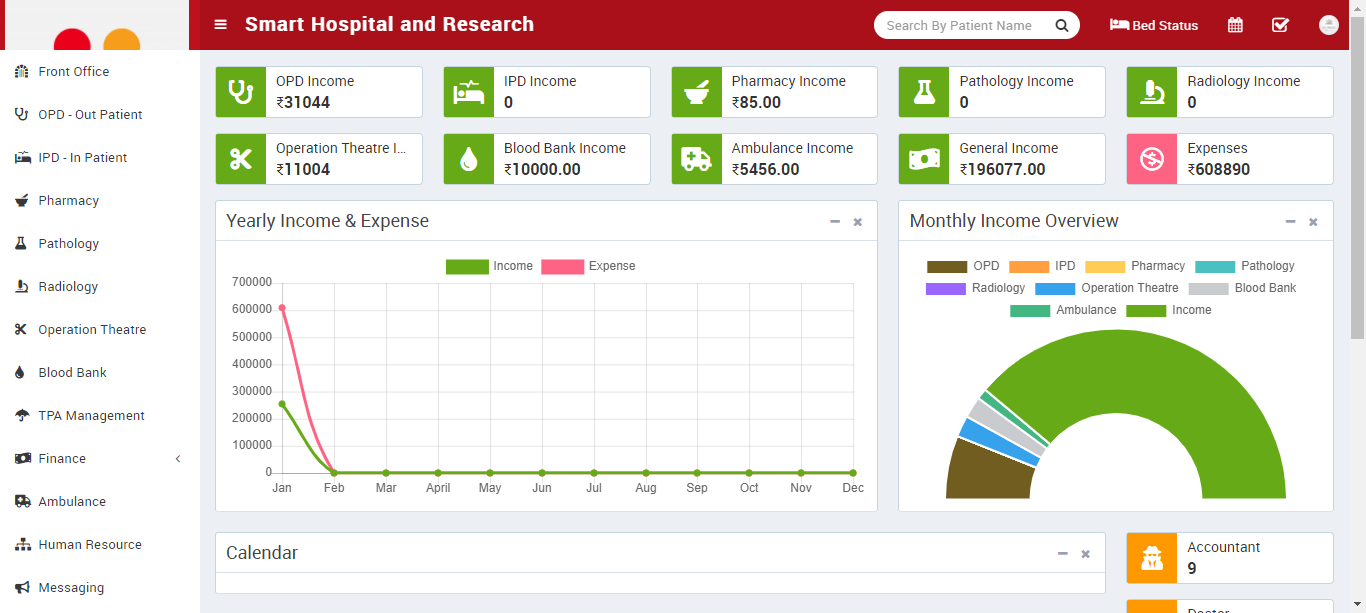 Smart Hospital and Research
Search By Patient Name
Bed Status
Front Office
OPD - Out Patient
IPD - In Patient
Pharmacy
Pathology
Radiology
Operation Theatre
Blood Bank
TPA Management
Finance
Ambulance
Human Resource
Messaging
OPD Income
₹31044
IPD Income
0
Pharmacy Income
₹85.00
Pathology Income
0
Radiology Income
0
Operation Theatre I...
₹11004
Blood Bank Income
₹10000.00
Ambulance Income
₹5456.00
General Income
₹196077.00
Expenses
₹608890
Yearly Income & Expense
Income Expense
700000
600000
500000
400000
300000
200000
100000
0
Jan Feb Mar April May Jun Jul Aug Sep Oct Nov Dec
Monthly Income Overview
OPD IPD Pharmacy Pathology
Radiology Operation Theatre Blood Bank
Ambulance Income
Calendar
Accountant
9
Doctor